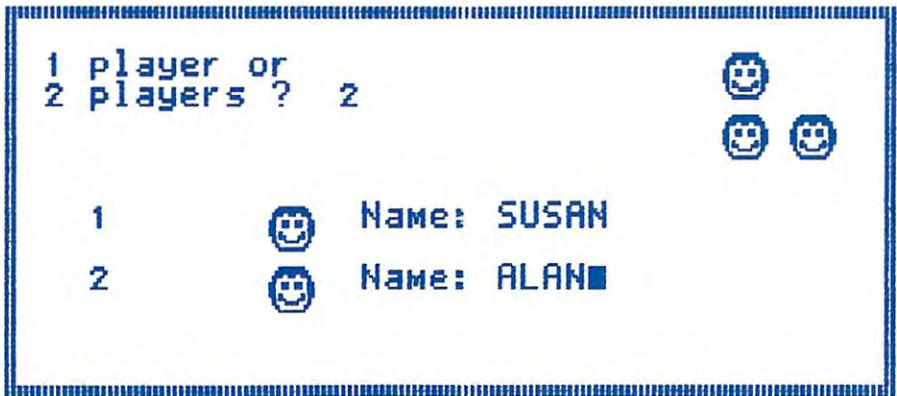 1 player or
2 players ? 2
1 Name: SUSAN
2 Name: ALAN